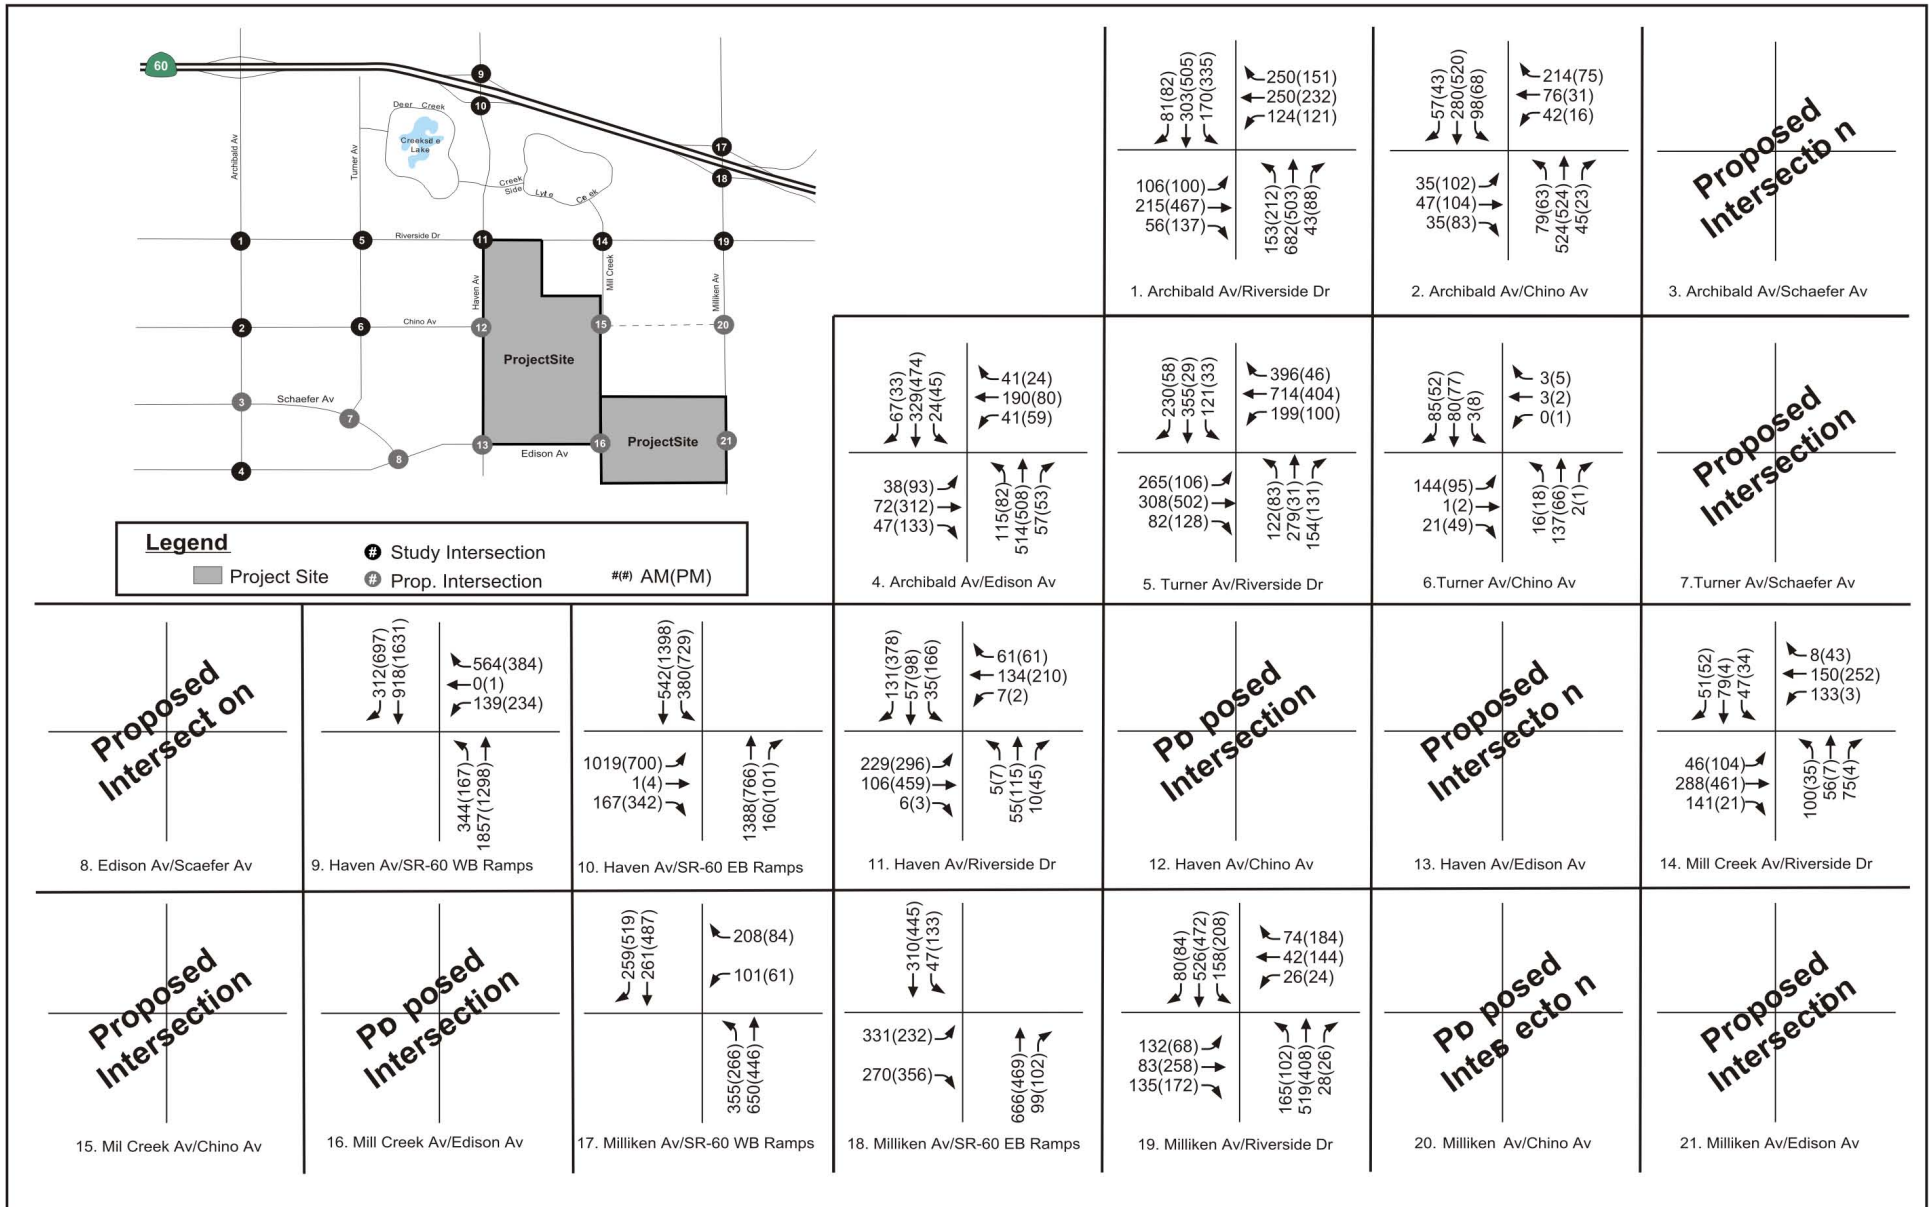 60
9
10
17
18
Deer Creek
Creeksd e
Lake
Archibald Av
Turner Av
Creek
Side
Lyt e
Ce ek
1
5
Riverside Dr
11
14
19
Haven Av
Mill Creek
Milliken Av
2
6
Chino Av
12
15
20
ProjectSite
3
Schaefer Av
7
13
16
ProjectSite
21
8
Edison Av
4
Legend
Project Site
# Study Intersection
# Prop. Intersection
#(#) AM(PM)
81(82)
303(505)
170(335)
250(151)
250(232)
124(121)
106(100)
215(467)
56(137)
153(212)
682(503)
43(88)
1. Archibald Av/Riverside Dr
57(43)
280(520)
98(68)
214(75)
76(31)
42(16)
35(102)
47(104)
35(83)
79(63)
524(524)
45(23)
2. Archibald Av/Chino Av
Proposed
Intersectio n
3. Archibald Av/Schaefer Av
67(33)
329(474)
24(45)
41(24)
190(80)
41(59)
38(93)
72(312)
47(133)
115(82)
514(508)
57(53)
4. Archibald Av/Edison Av
230(58)
355(29)
121(33)
396(46)
714(404)
199(100)
265(106)
308(502)
82(128)
122(83)
279(31)
154(131)
5. Turner Av/Riverside Dr
85(52)
80(77)
3(8)
3(5)
3(2)
0(1)
144(95)
1(2)
21(49)
16(18)
137(66)
2(1)
6.Turner Av/Chino Av
Proposed
Intersection
7.Turner Av/Schaefer Av
Proposed
Intersect on
8. Edison Av/Scaefer Av
312(697)
918(1631)
564(384)
0(1)
139(234)
344(167)
1857(1298)
9. Haven Av/SR-60 WB Ramps
542(1398)
380(729)
1019(700)
1(4)
167(342)
1388(766)
160(101)
10. Haven Av/SR-60 EB Ramps
131(378)
57(98)
35(166)
61(61)
134(210)
7(2)
229(296)
106(459)
6(3)
5(7)
55(115)
10(45)
11. Haven Av/Riverside Dr
posed
Intersection
12. Haven Av/Chino Av
Proposed
Intersecto n
13. Haven Av/Edison Av
51(52)
79(4)
47(34)
8(43)
150(252)
133(3)
46(104)
288(461)
141(21)
100(35)
56(7)
75(4)
14. Mill Creek Av/Riverside Dr
Proposed
Intersection
15. Mil Creek Av/Chino Av
posed
Intersection
16. Mill Creek Av/Edison Av
259(519)
261(487)
208(84)
101(61)
355(266)
650(446)
17. Milliken Av/SR-60 WB Ramps
310(445)
47(133)
331(232)
270(356)
666(469)
99(102)
18. Milliken Av/SR-60 EB Ramps
80(84)
526(472)
158(208)
74(184)
42(144)
26(24)
132(68)
83(258)
135(172)
165(102)
519(408)
28(26)
19. Milliken Av/Riverside Dr
posed
ecto n
20. Milliken Av/Chino Av
Proposed
Intersection
21. Milliken Av/Edison Av